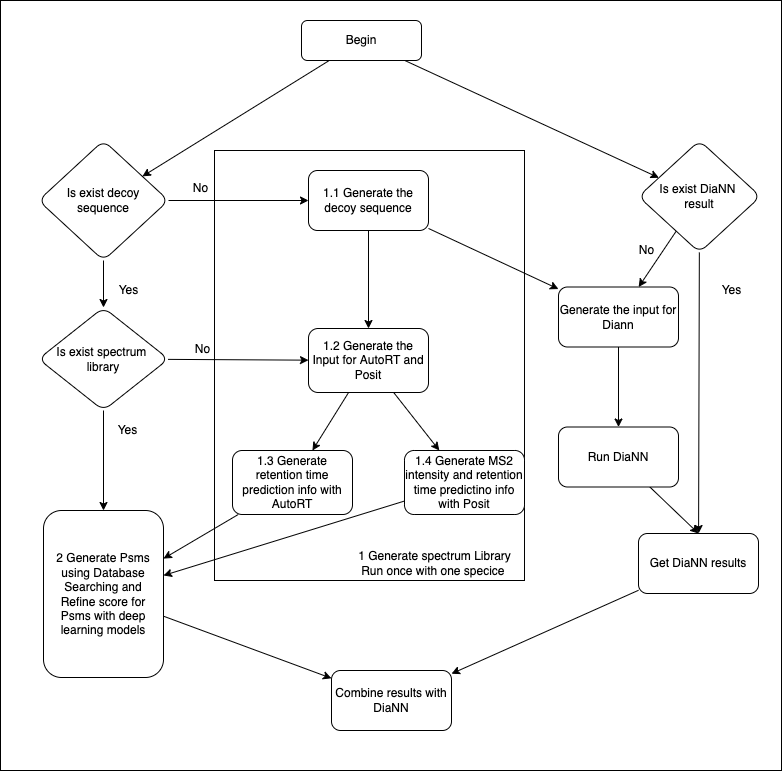 Begin
Is exist decoy
sequence
No
1.1 Generate the
decoy sequence
Is exist DiaNN
result
No
Yes
Yes
Generate the input for
Diann
Is exist spectrum
library
No
1.2 Generate the
Input for AutoRT and
Posit
Yes
Run DiaNN
1.3 Generate
retention time
prediction info with
AutoRT
1.4 Generate MS2
intensity and retention
time predictino info
with Posit
1 Generate spectrum Library
Run once with one specice
2 Generate Psms
using Database
Searching and
Refine score for
Psms with deep
learning models
Get DiaNN results
Combine results with
DiaNN